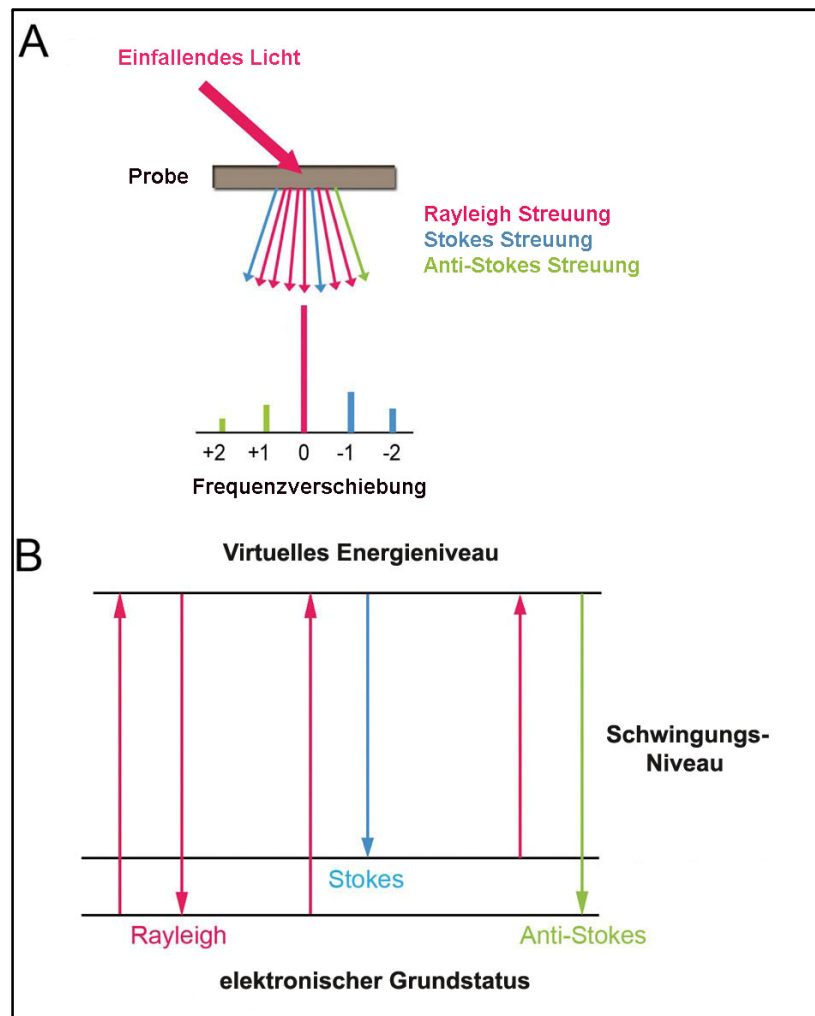 A
Einfallendes Licht
Probe
Rayleigh Streuung
Stokes Streuung
Anti-Stokes Streuung
+2 +1 0 -1 -2
Frequenzverschiebung
B
Virtuelles Energieniveau
Schwingungs-
Niveau
Stokes
Rayleigh
Anti-Stokes
elektronischer Grundstatus